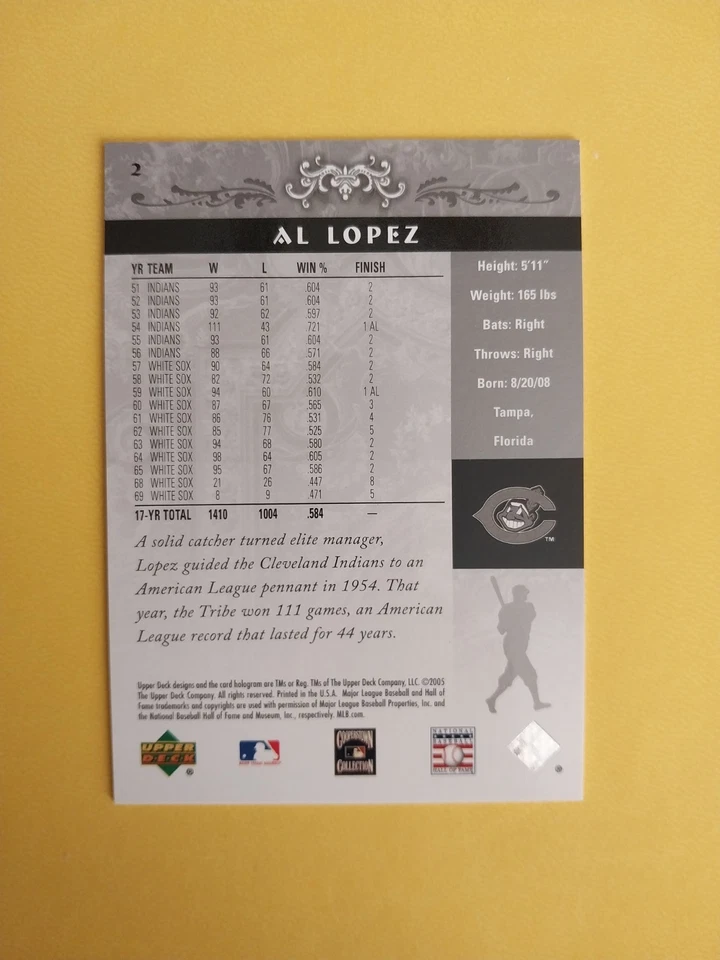 2
AL LOPEZ
YR TEAM W L WIN % FINISH
51 INDIANS 93 61 .604 2
52 INDIANS 93 61 .604 2
53 INDIANS 92 62 .597 2
54 INDIANS 111 43 .721 1 AL
55 INDIANS 93 61 .604 2
56 INDIANS 88 66 .571 2
57 WHITE SOX 90 64 .584 2
58 WHITE SOX 82 72 .532 2
59 WHITE SOX 94 60 .610 1 AL
60 WHITE SOX 87 67 .565 3
61 WHITE SOX 86 76 .531 4
62 WHITE SOX 85 77 .525 5
63 WHITE SOX 94 68 .580 2
64 WHITE SOX 98 64 .605 2
65 WHITE SOX 95 67 .586 2
68 WHITE SOX 21 26 .447 8
69 WHITE SOX 8 9 .471 5
17-YR TOTAL 1410 1004 .584 —
Height: 5'11"
Weight: 165 lbs
Bats: Right
Throws: Right
Born: 8/20/08
Tampa,
Florida
C
TM
A solid catcher turned elite manager,
Lopez guided the Cleveland Indians to an
American League pennant in 1954. That
year, the Tribe won 111 games, an American
League record that lasted for 44 years.
Upper Deck designs and the card hologram are TMs or Reg. TMs of The Upper Deck Company, LLC. ©2005
The Upper Deck Company. All rights reserved. Printed in the U.S.A. Major League Baseball and Hall of
Fame trademarks and copyrights are used with permission of Major League Baseball Properties, Inc. and
the National Baseball Hall of Fame and Museum, Inc., respectively. MLB.com
UPPER
DECK
®
COOPERSTOWN
COLLECTION
NATIONAL
BASEBALL
HALL OF FAME
®